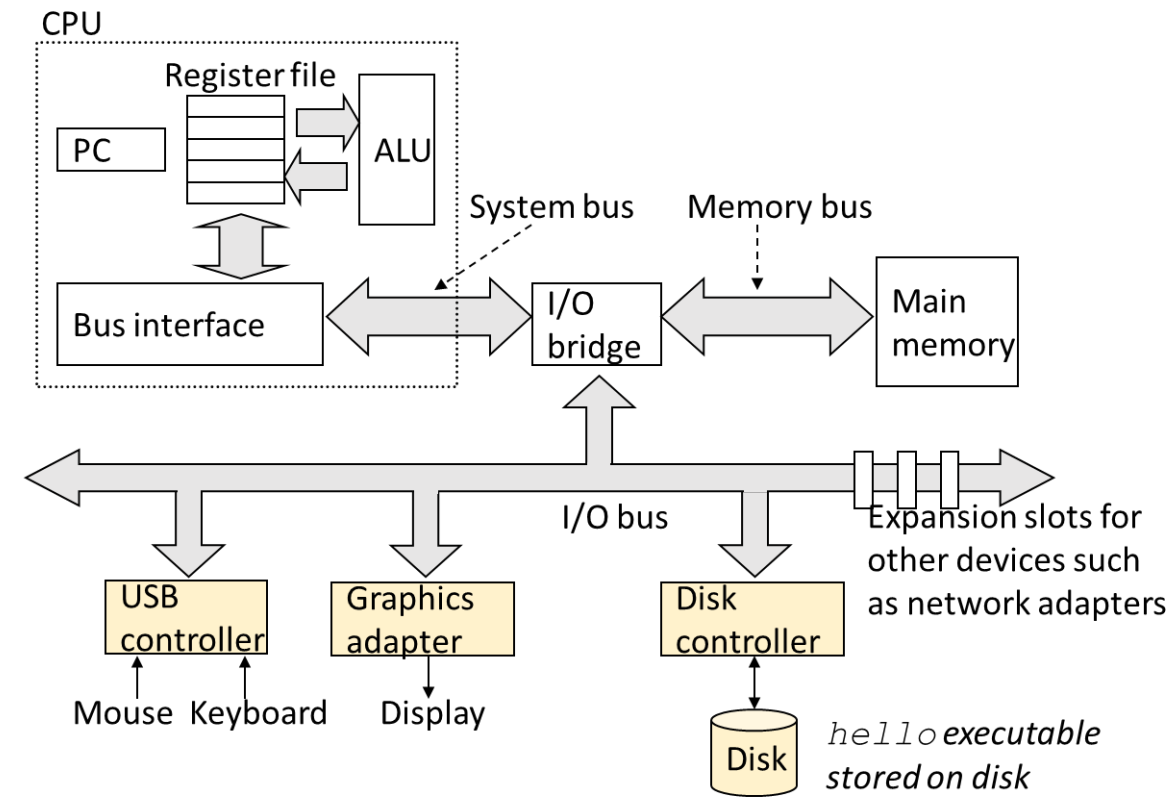 CPU
Register file
PC
ALU
System bus
Memory bus
Bus interface
I/O
bridge
Main
memory
I/O bus
Expansion slots for
other devices such
as network adapters
USB
controller
Graphics
adapter
Disk
controller
Mouse
Keyboard
Display
Disk
hello executable
stored on disk